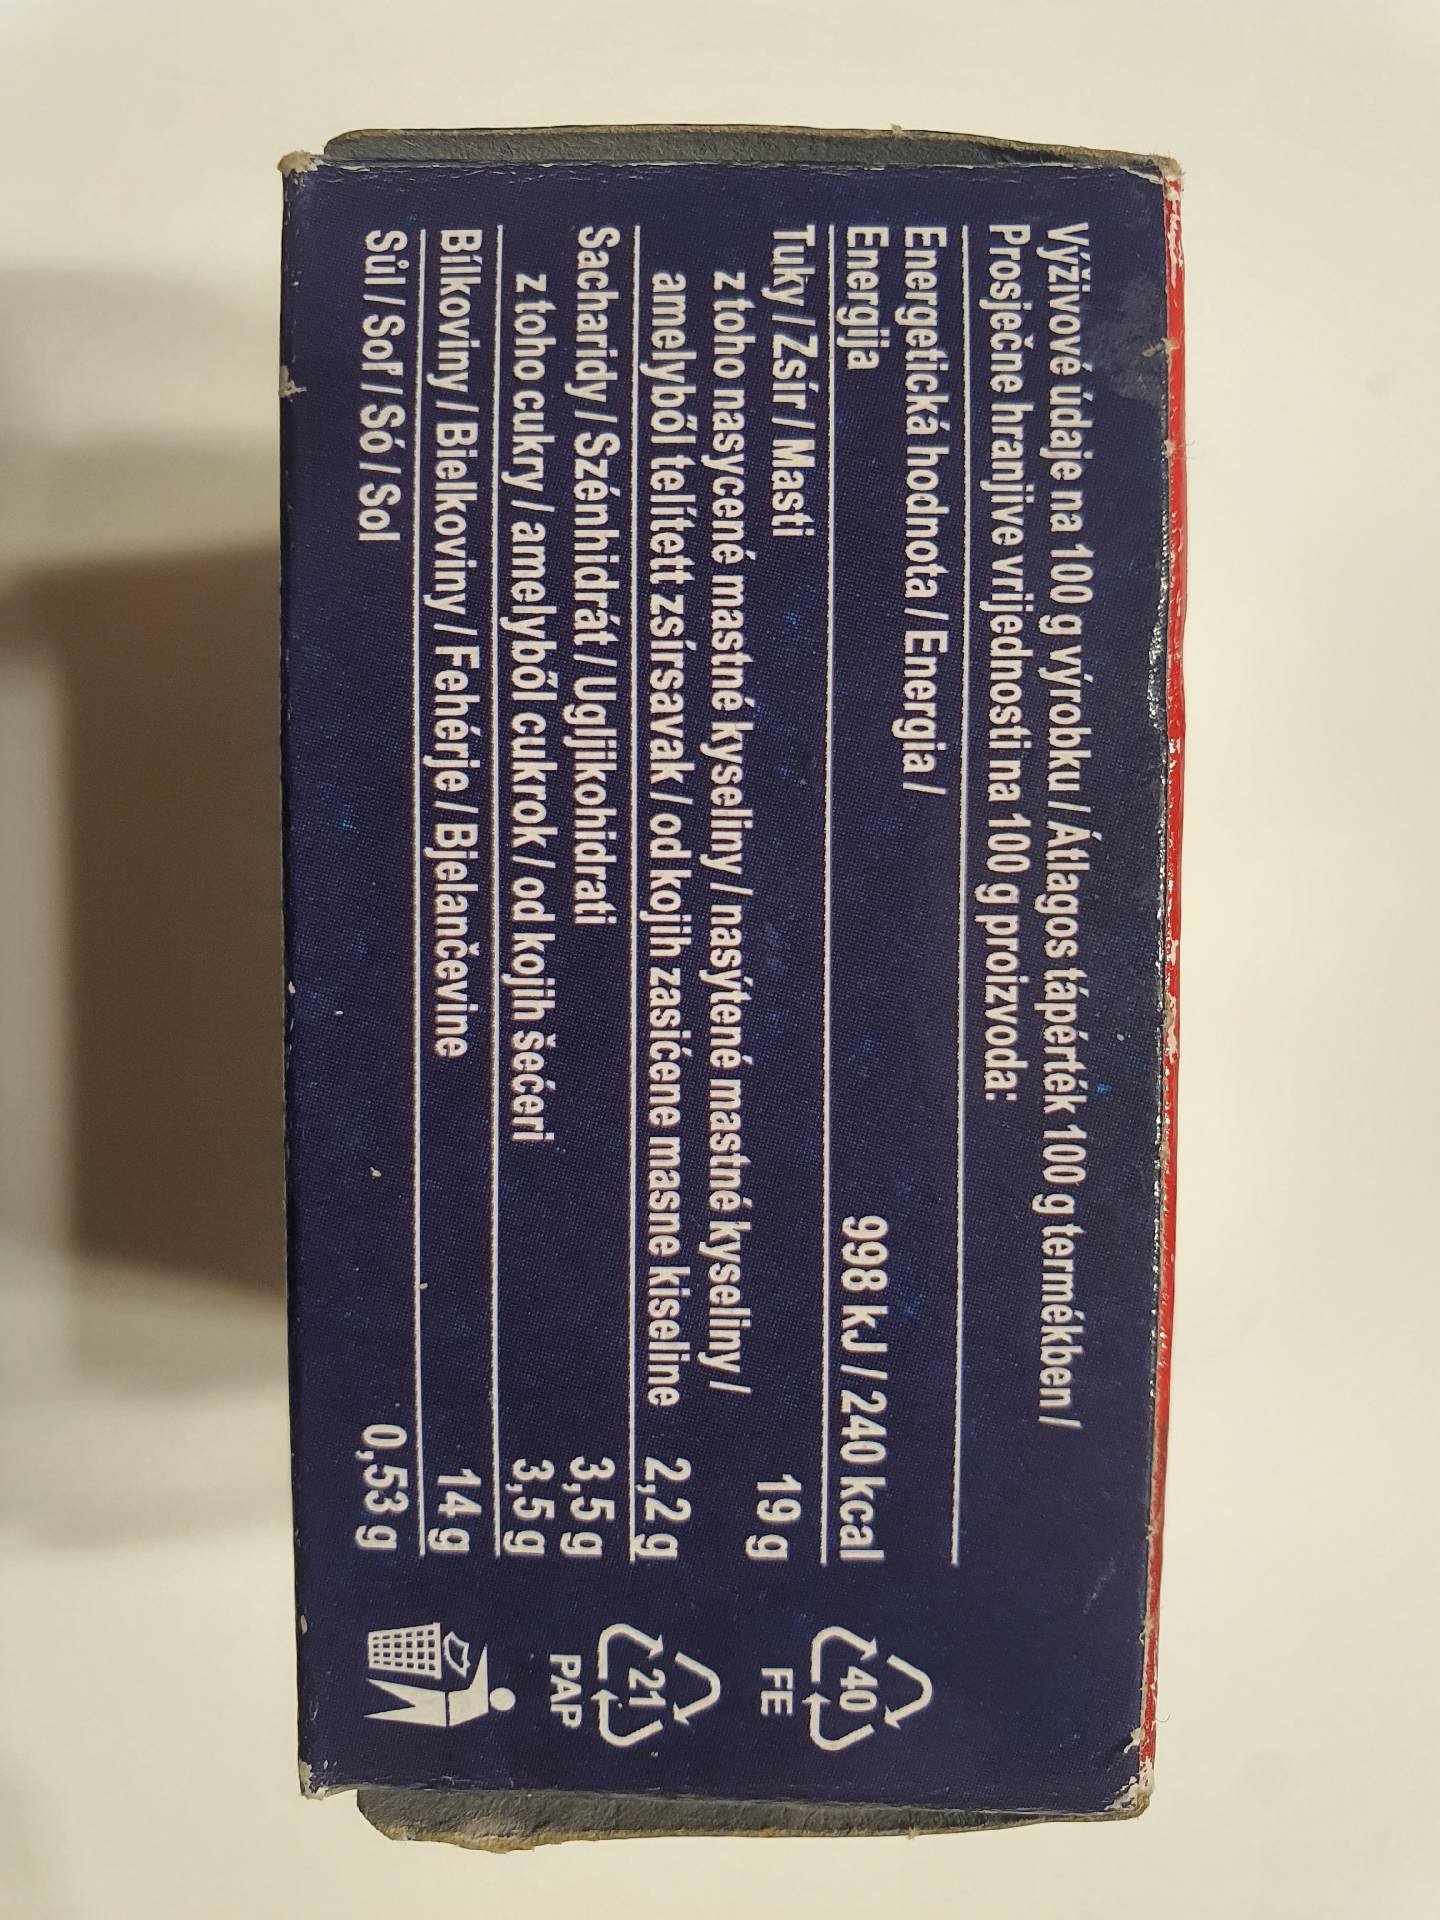 Výživové údaje na 100 g výrobku / Átlagos tápérték 100 g termékben /
Prosječne hranjive vrijednosti na 100 g proizvoda:
Energetická hodnota / Energia /
Energija 998 kJ / 240 kcal
Tuky / Zsír / Masti 19 g
z toho nasycené mastné kyseliny / nasýtené mastné kyseliny /
amelyből telített zsírsavak / od kojih zasićene masne kiseline 2,2 g
Sacharidy / Szénhidrát / Ugljikohidrati 3,5 g
z toho cukry / amelyből cukrok / od kojih šećeri 3,5 g
Bílkoviny / Bielkoviny / Fehérje / Bjelančevine 14 g
Sůl / Soľ / Só / Sol 0,53 g
40
FE
21
PAP